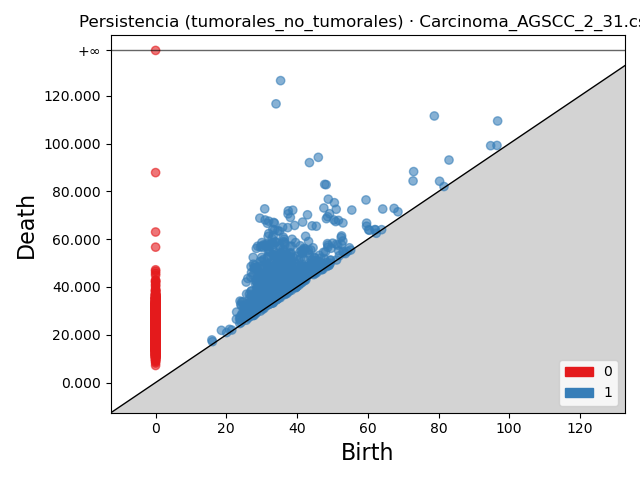 Persistencia (tumorales_no_tumorales) · Carcinoma_AGSCC_2_31.cs
+∞
120.000
100.000
80.000
60.000
40.000
20.000
0.000
Death
0
1
0 20 40 60 80 100 120
Birth